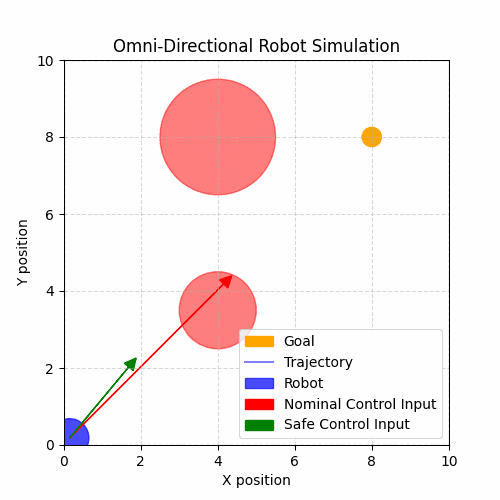 Omni-Directional Robot Simulation
10
8
6
4
2
0
Y position
0 2 4 6 8 10
X position
Goal
Trajectory
Robot
Nominal Control Input
Safe Control Input